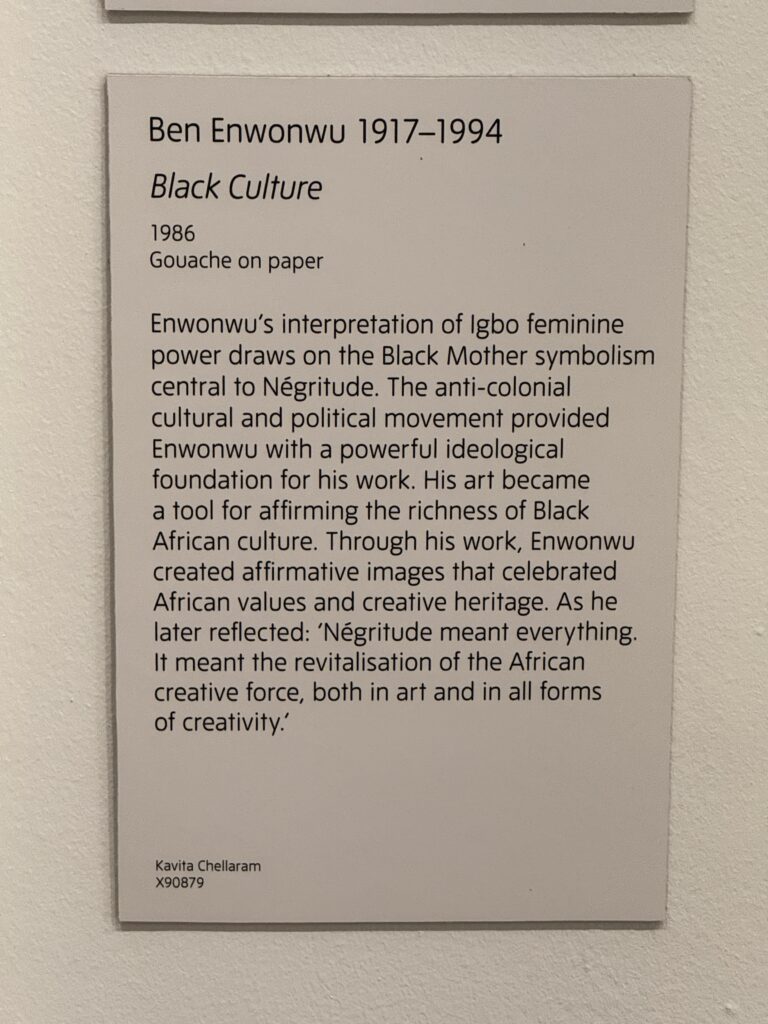 Ben Enwonwu 1917–1994
Black Culture
1986
Gouache on paper
Enwonwu’s interpretation of Igbo feminine
power draws on the Black Mother symbolism
central to Négritude. The anti-colonial
cultural and political movement provided
Enwonwu with a powerful ideological
foundation for his work. His art became
a tool for affirming the richness of Black
African culture. Through his work, Enwonwu
created affirmative images that celebrated
African values and creative heritage. As he
later reflected: ‘Négritude meant everything.
It meant the revitalisation of the African
creative force, both in art and in all forms
of creativity.’
Kavita Chellaram
X90879